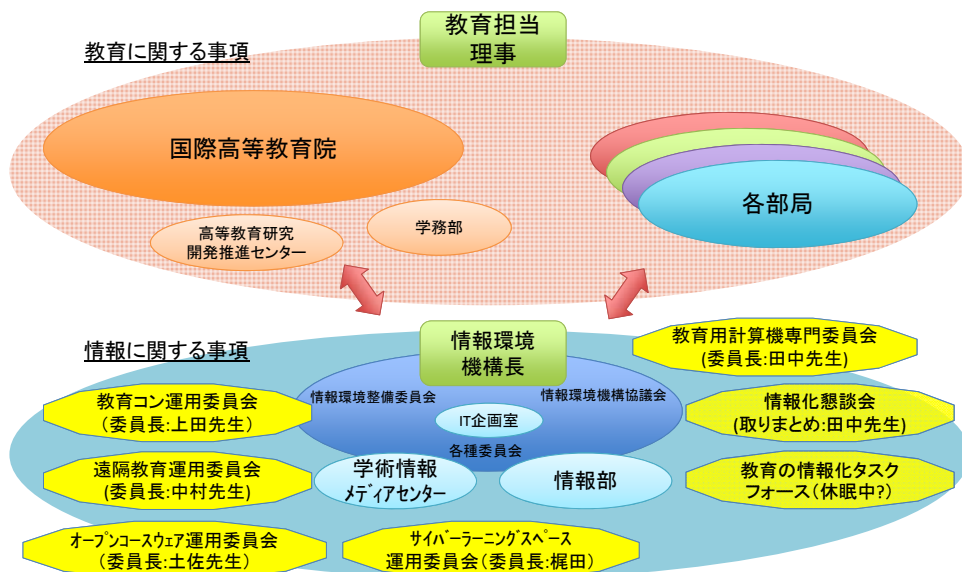 教育担当
理事
教育に関する事項
国際高等教育院
各部局
高等教育研究
開発推進センター
学務部
情報に関する事項
情報環境
機構長
教育用計算機専門委員会
(委員長:田中先生)
情報環境整備委員会
情報環境機構協議会
IT企画室
各種委員会
教育コン運用委員会
(委員長:上田先生)
情報化懇談会
(取りまとめ:田中先生)
学術情報
メディアセンター
情報部
遠隔教育運用委員会
(委員長:中村先生)
教育の情報化タスク
フォース(休眠中?)
オープンコースウェア運用委員会
(委員長:土佐先生)
サイバーラーニングスペース
運用委員会(委員長:梶田)